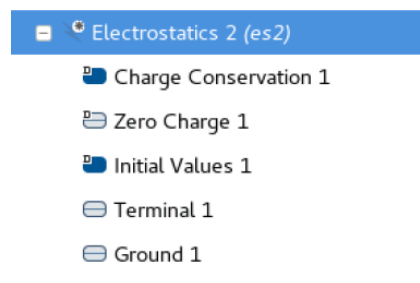 Electrostatics 2 (es2)
D Charge Conservation 1
D Zero Charge 1
D Initial Values 1
Terminal 1
Ground 1